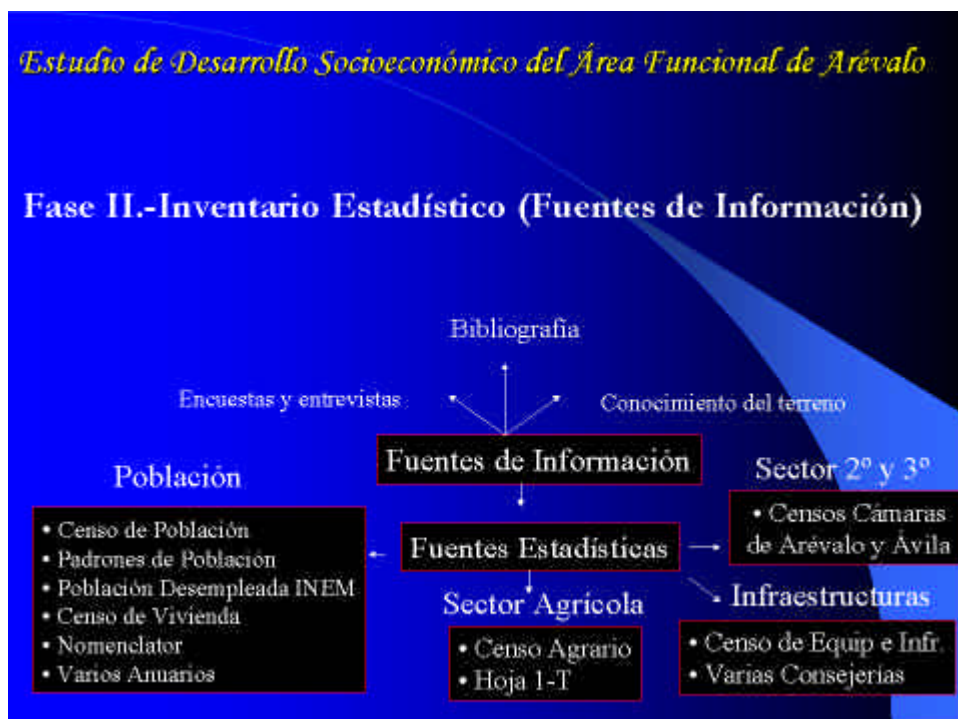 Estudio de Desarrollo Socioeconómico del Área Funcional de Arévalo
Fase II.-Inventario Estadístico (Fuentes de Información)
Bibliografía
Encuestas y entrevistas
Conocimiento del terreno
Fuentes de Información
Población
• Censo de Población
• Padrones de Población
• Población Desempleada INEM
• Censo de Vivienda
• Nomenclator
• Varios Anuarios
Fuentes Estadísticas
Sector 2º y 3º
• Censos Cámaras
de Arévalo y Ávila
Sector Agrícola
• Censo Agrario
• Hoja 1-T
Infraestructuras
• Censo de Equip e Infr.
• Varias Consejerías